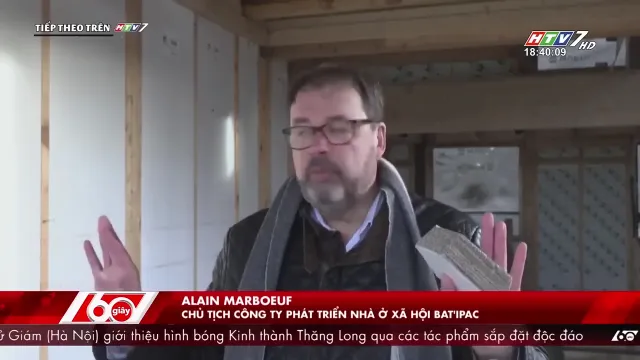 TIẾP THEO TRÊN HTV7
HTV7 HD
18:40:09
60 giây
ALAIN MARBOEUF
CHỦ TỊCH CÔNG TY PHÁT TRIỂN NHÀ Ở XÃ HỘI BAT'IPAC
Giám (Hà Nội) giới thiệu hình bóng Kinh thành Thăng Long qua các tác phẩm sắp đặt độc đáo
60s